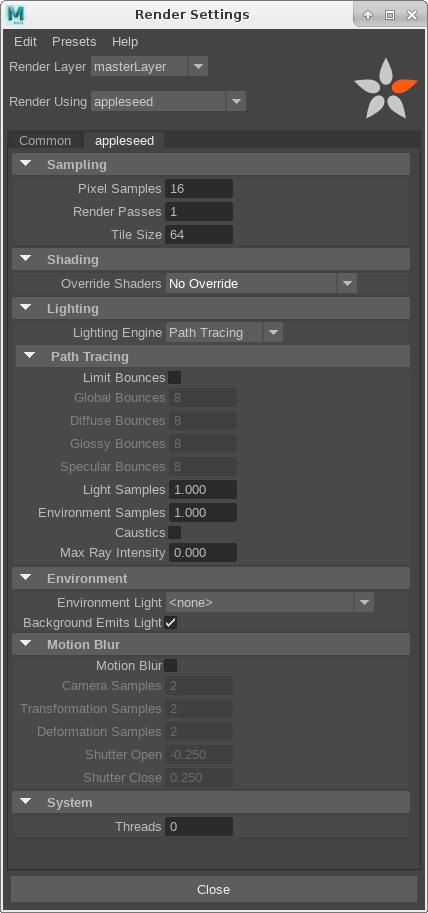 Render Settings
Edit Presets Help
Render Layer masterLayer
Render Using appleseed
Common appleseed
Sampling
Pixel Samples 16
Render Passes 1
Tile Size 64
Shading
Override Shaders No Override
Lighting
Lighting Engine Path Tracing
Path Tracing
Limit Bounces
Global Bounces 8
Diffuse Bounces 8
Glossy Bounces 8
Specular Bounces 8
Light Samples 1.000
Environment Samples 1.000
Caustics
Max Ray Intensity 0.000
Environment
Environment Light <none>
Background Emits Light
Motion Blur
Motion Blur
Camera Samples 2
Transformation Samples 2
Deformation Samples 2
Shutter Open -0.250
Shutter Close 0.250
System
Threads 0
Close